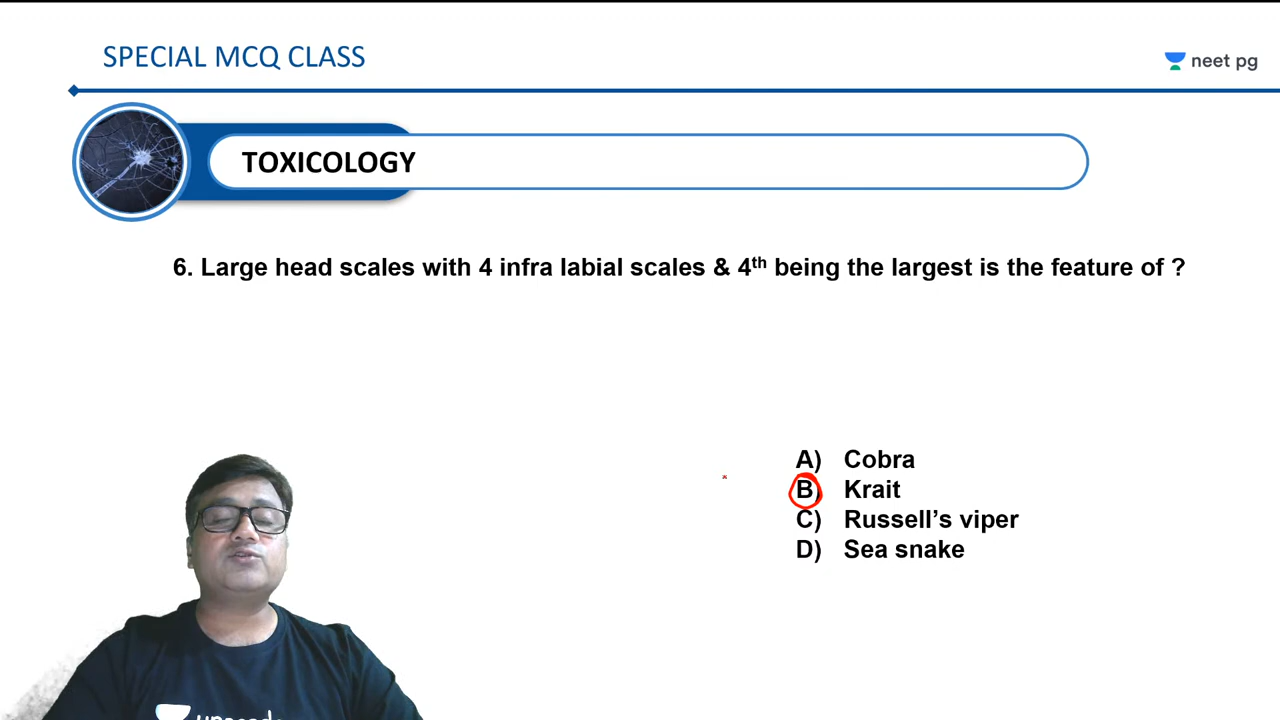 SPECIAL MCQ CLASS
neet pg
TOXICOLOGY
6. Large head scales with 4 infra labial scales & 4th being the largest is the feature of ?
A) Cobra
B) Krait
C) Russell’s viper
D) Sea snake